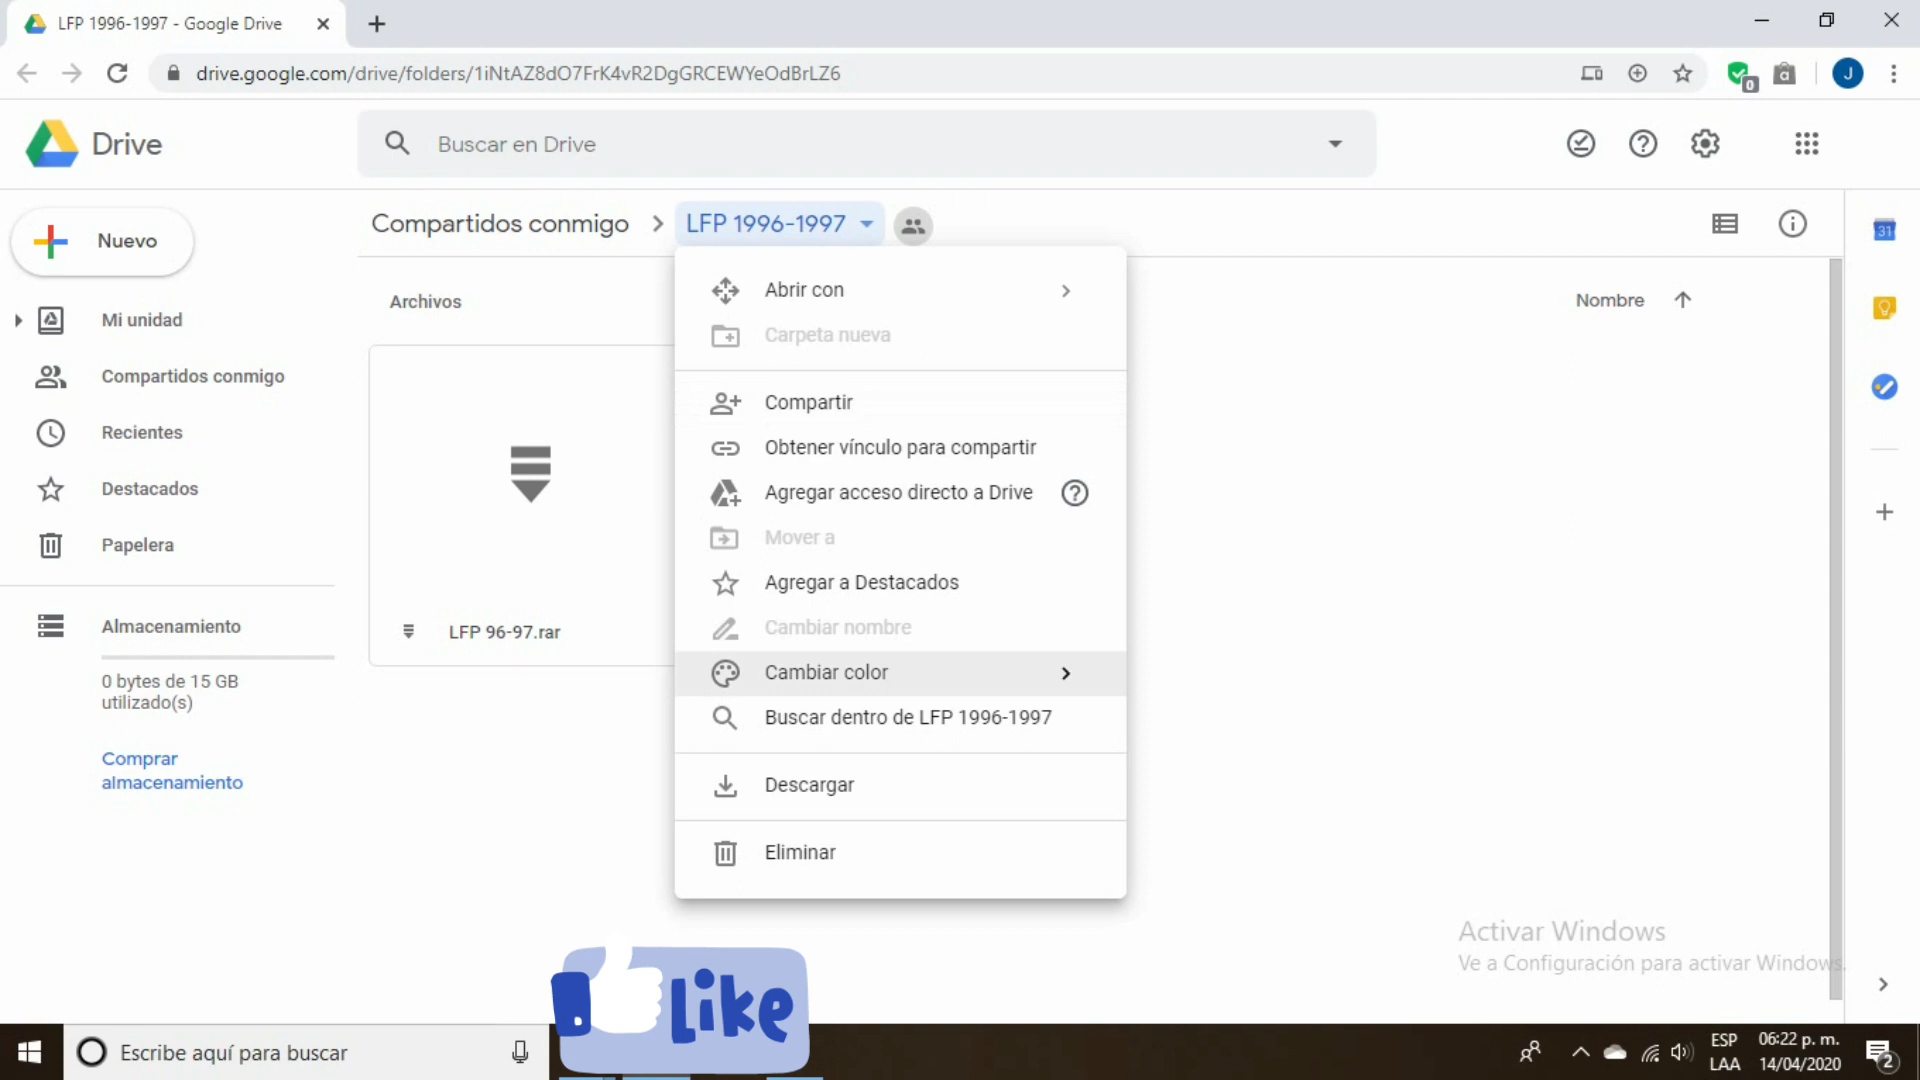 LFP 1996-1997 - Google Drive
drive.google.com/drive/folders/1iNtAZ8dO7FrK4vR2DgGRCEWYeOdBrLZ6
0
a
J
Drive
Buscar en Drive
Nuevo
Compartidos conmigo
LFP 1996-1997
31
Archivos
Nombre
Mi unidad
Compartidos conmigo
Recientes
Destacados
Papelera
Almacenamiento
0 bytes de 15 GB
utilizado(s)
Comprar
almacenamiento
LFP 96-97.rar
Abrir con
Carpeta nueva
Compartir
Obtener vínculo para compartir
Agregar acceso directo a Drive
Mover a
Agregar a Destacados
Cambiar nombre
Cambiar color
Buscar dentro de LFP 1996-1997
Descargar
Eliminar
Activar Windows
Ve a Configuración para activar Windows.
like
Escribe aquí para buscar
ESP
LAA
06:22 p. m.
14/04/2020
2